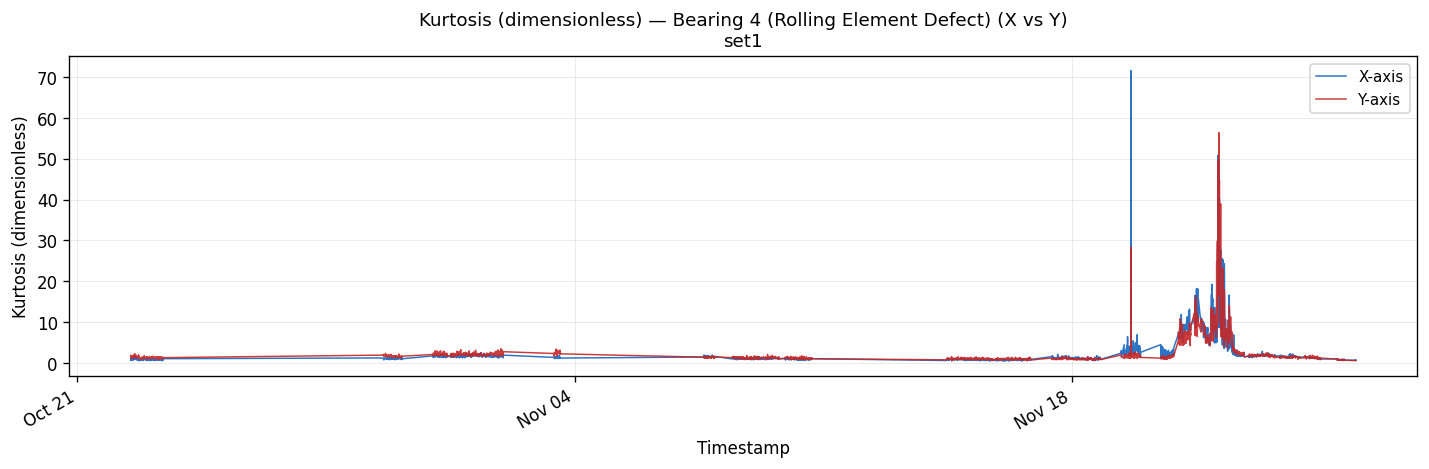 Kurtosis (dimensionless) — Bearing 4 (Rolling Element Defect) (X vs Y)
set1
Kurtosis (dimensionless)
70
60
50
40
30
20
10
0
X-axis
Y-axis
Oct 21
Nov 04
Nov 18
Timestamp